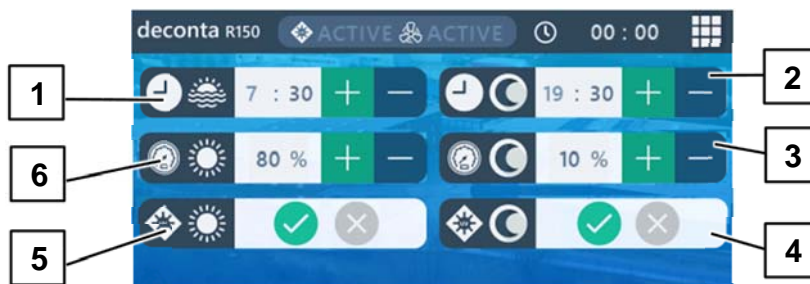 deconta R150 ACTIVE ACTIVE 00 : 00
1 7 : 30 + − 19 : 30 + − 2
6 80 % + − 10 % + − 3
5 4